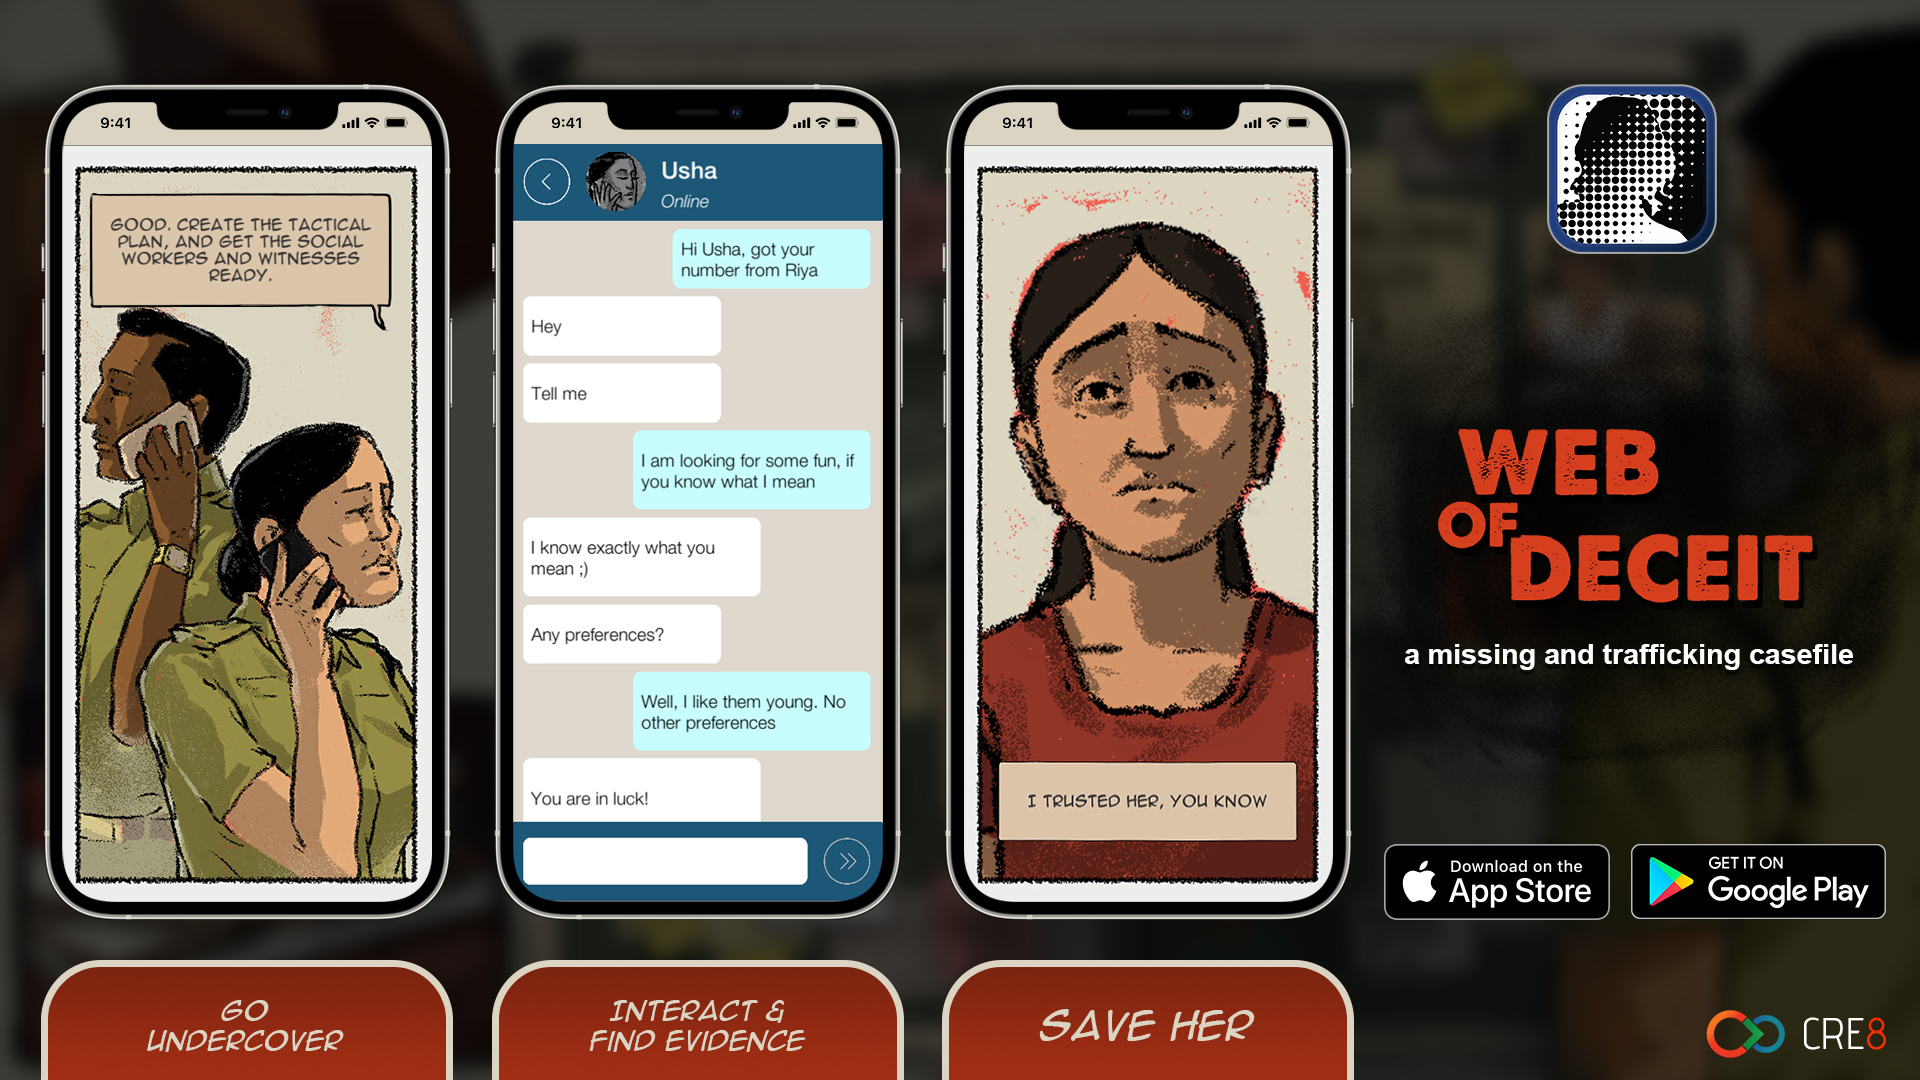 9:41
GOOD. CREATE THE TACTICAL
PLAN, AND GET THE SOCIAL
WORKERS AND WITNESSES
READY.
GO
UNDERCOVER
9:41
Usha
Online
Hi Usha, got your
number from Riya
Hey
Tell me
I am looking for some fun, if
you know what I mean
I know exactly what you
mean ;)
Any preferences?
Well, I like them young. No
other preferences
You are in luck!
INTERACT &
FIND EVIDENCE
9:41
I TRUSTED HER, YOU KNOW
SAVE HER
WEB
OF
DECEIT
a missing and trafficking casefile
Download on the
App Store
GET IT ON
Google Play
CRE8